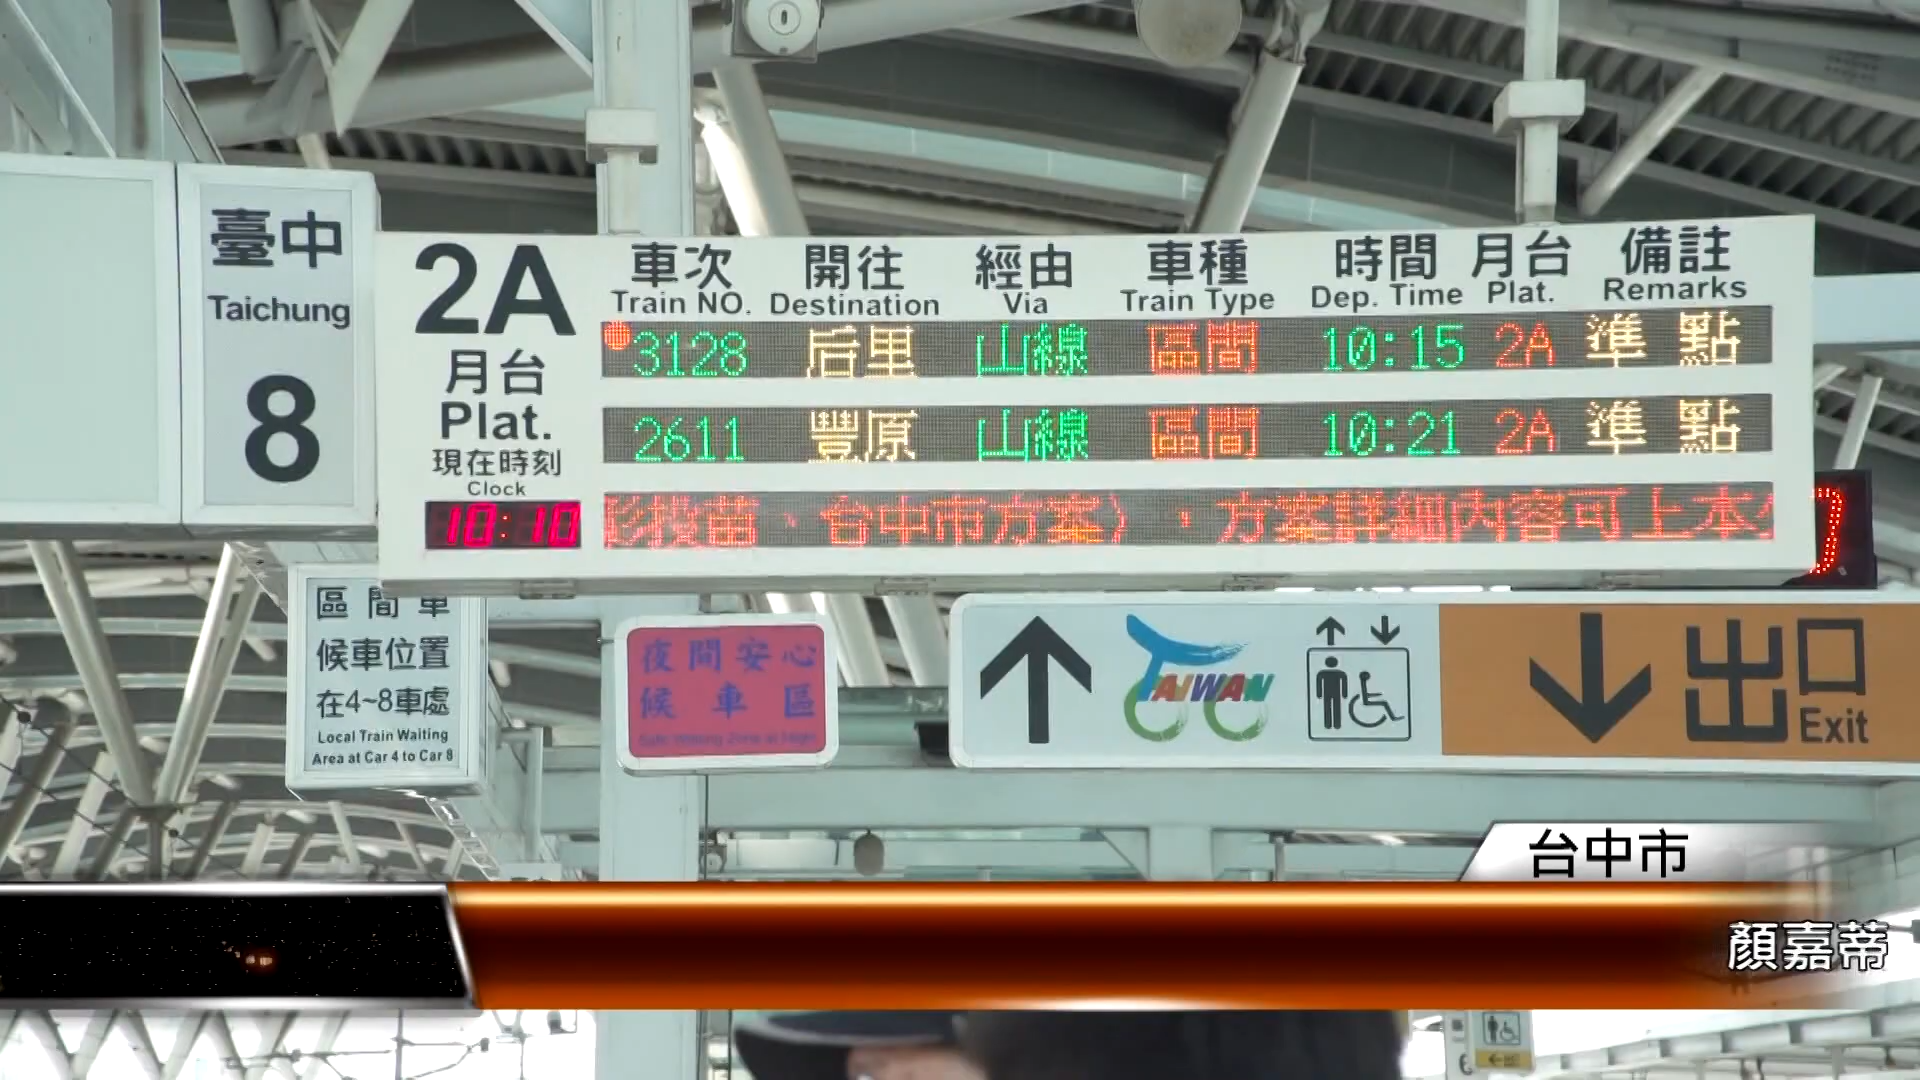 臺中
Taichung
8
2A
月台
Plat.
現在時刻
Clock
10:10
車次 開往 經由 車種 時間 月台 備註
Train NO. Destination Via Train Type Dep. Time Plat. Remarks
3128 后里 山線 區間 10:15 2A 準點
2611 豐原 山線 區間 10:21 2A 準點
彰投苗、台中市方案),方案詳細內容可上本
區間車
候車位置
在4~8車處
Local Train Waiting
Area at Car 4 to Car 8
夜間安心
候車區
Safe Waiting Zone at Night
TAIWAN
出口
Exit
台中市
顏嘉蒂